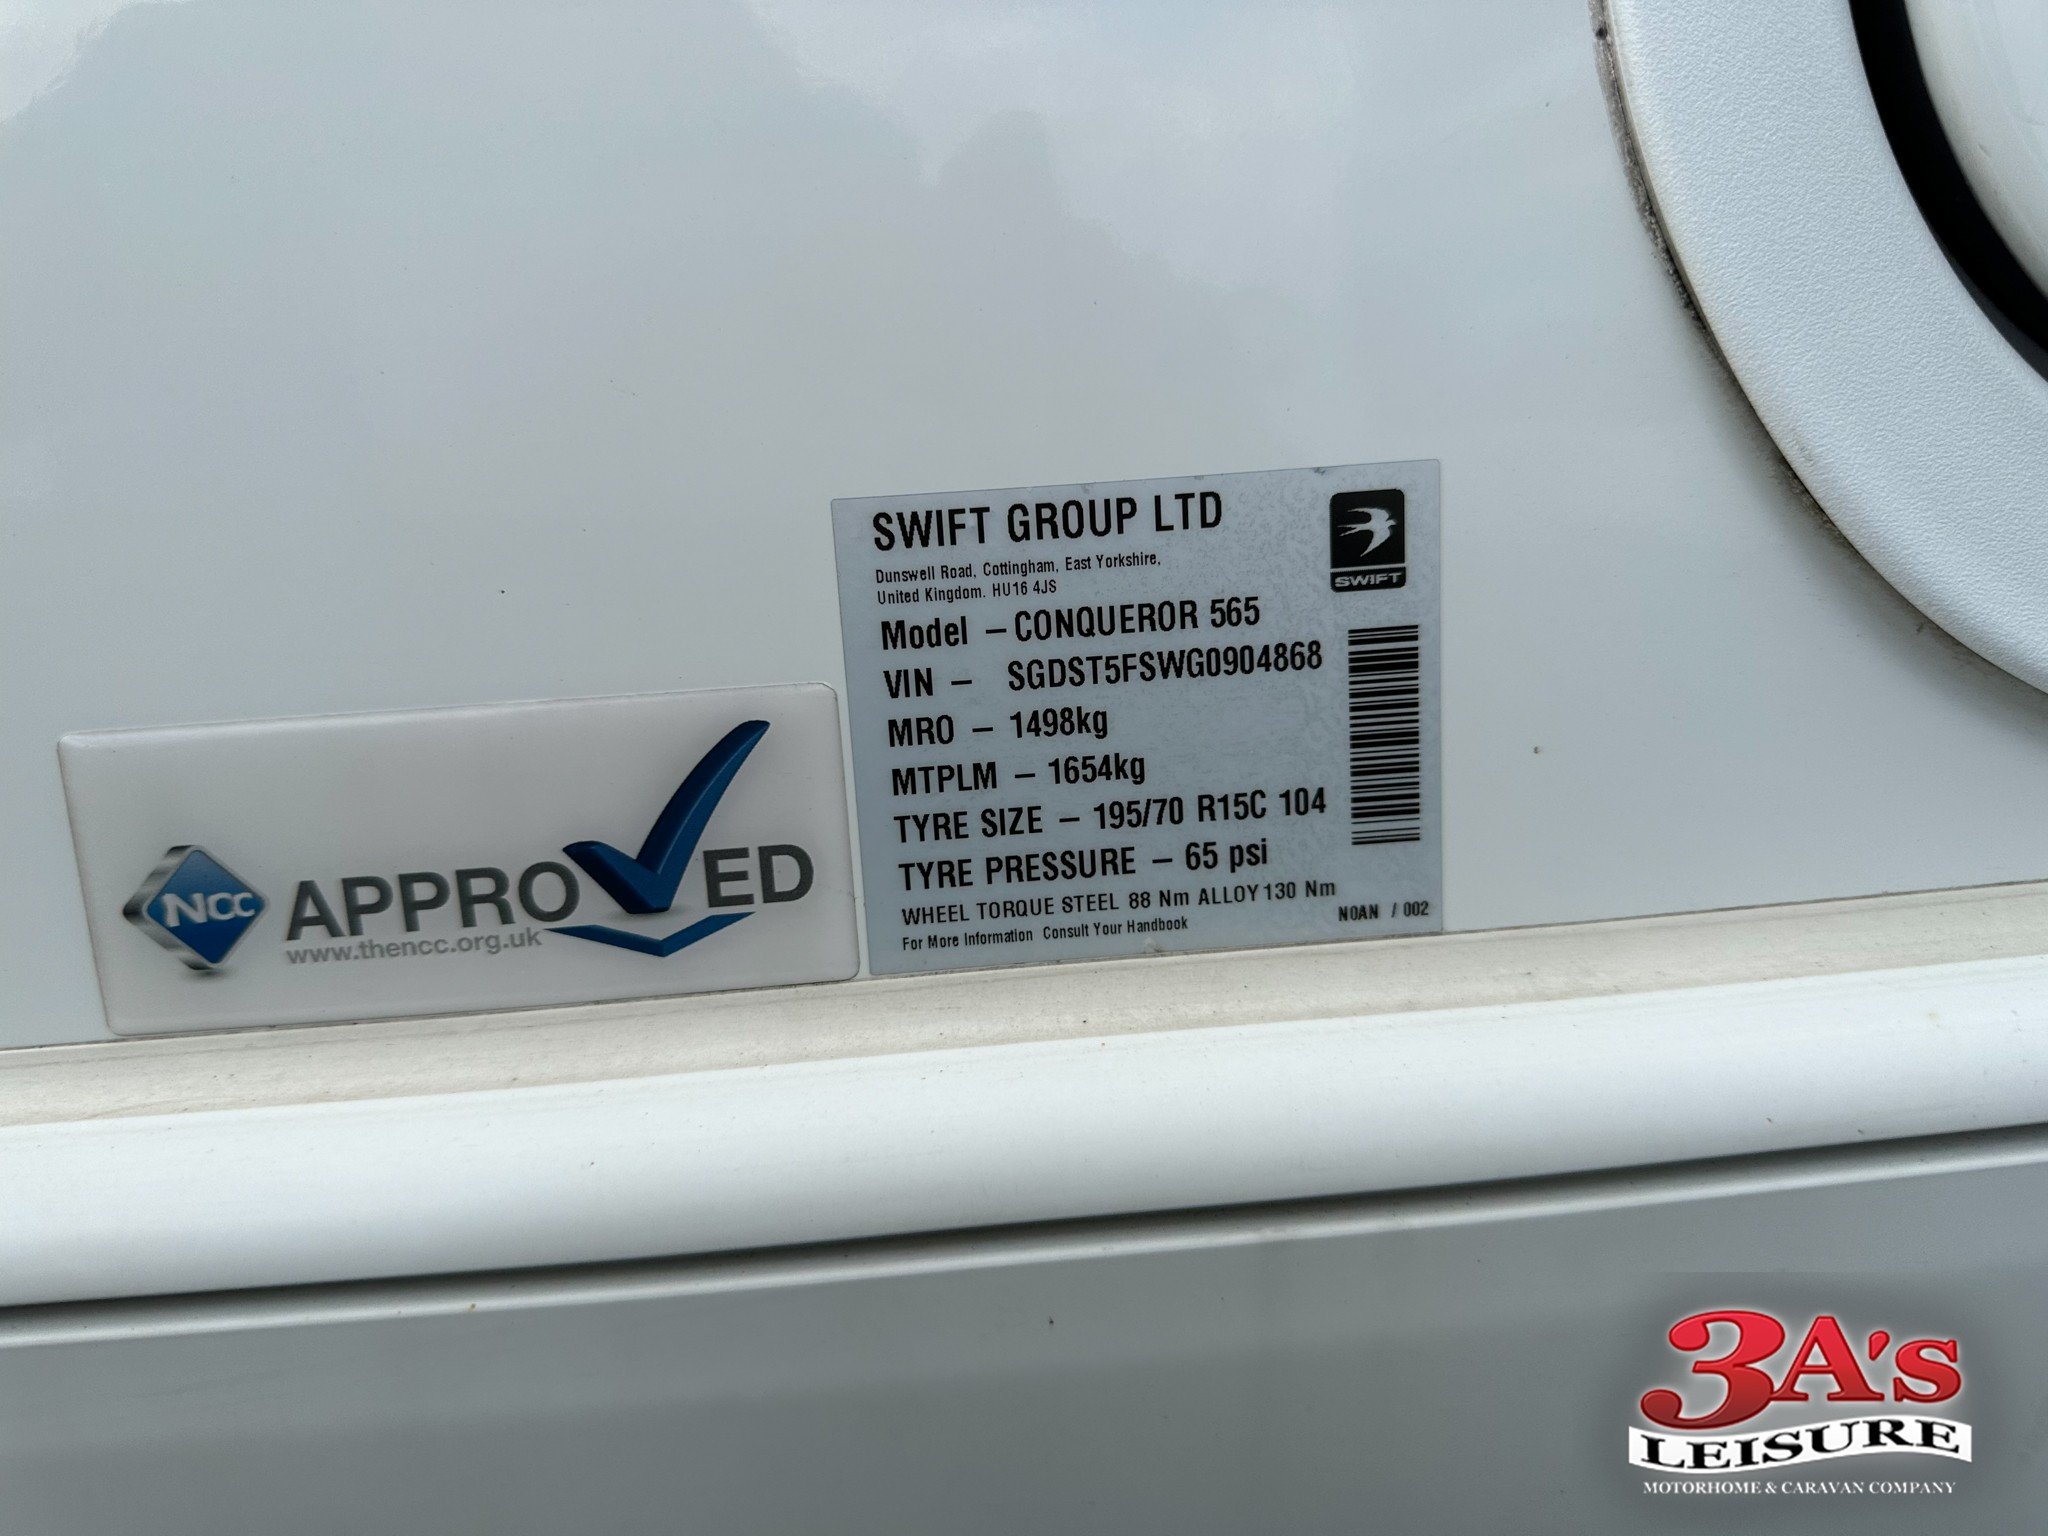 SWIFT GROUP LTD
Dunswell Road, Cottingham, East Yorkshire,
United Kingdom. HU16 4JS
SWIFT
Model – CONQUEROR 565
VIN – SGDST5FSWG0904868
MRO – 1498kg
MTPLM – 1654kg
TYRE SIZE – 195/70 R15C 104
TYRE PRESSURE – 65 psi
WHEEL TORQUE STEEL 88 Nm ALLOY 130 Nm
For More Information Consult Your Handbook
NOAN / 002
NCC APPROVED
www.thencc.org.uk
3A's
LEISURE
MOTORHOME & CARAVAN COMPANY